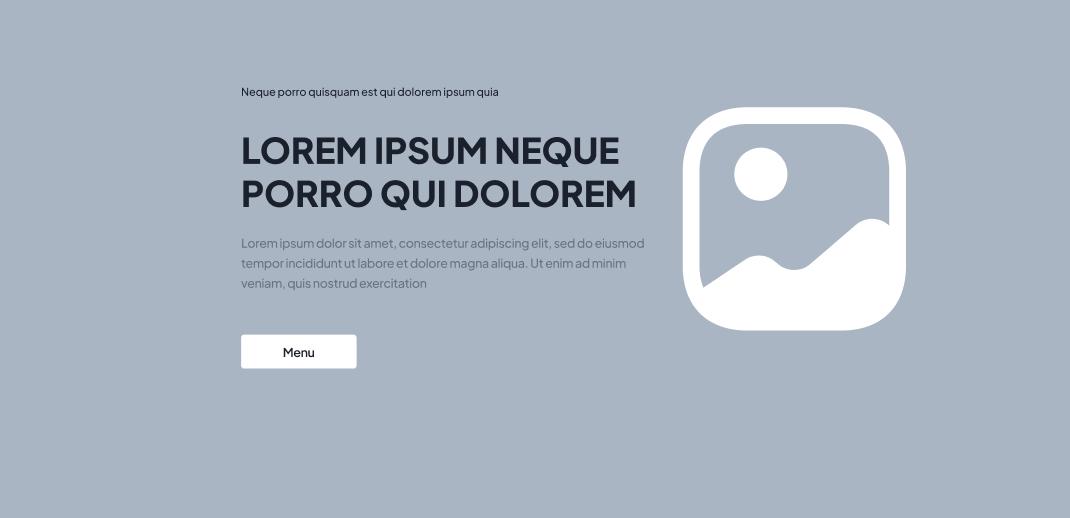 Neque porro quisquam est qui dolorem ipsum quia
LOREM IPSUM NEQUE
PORRO QUI DOLOREM
Lorem ipsum dolor sit amet, consectetur adipiscing elit, sed do eiusmod
tempor incididunt ut labore et dolore magna aliqua. Ut enim ad minim
veniam, quis nostrud exercitation
Menu